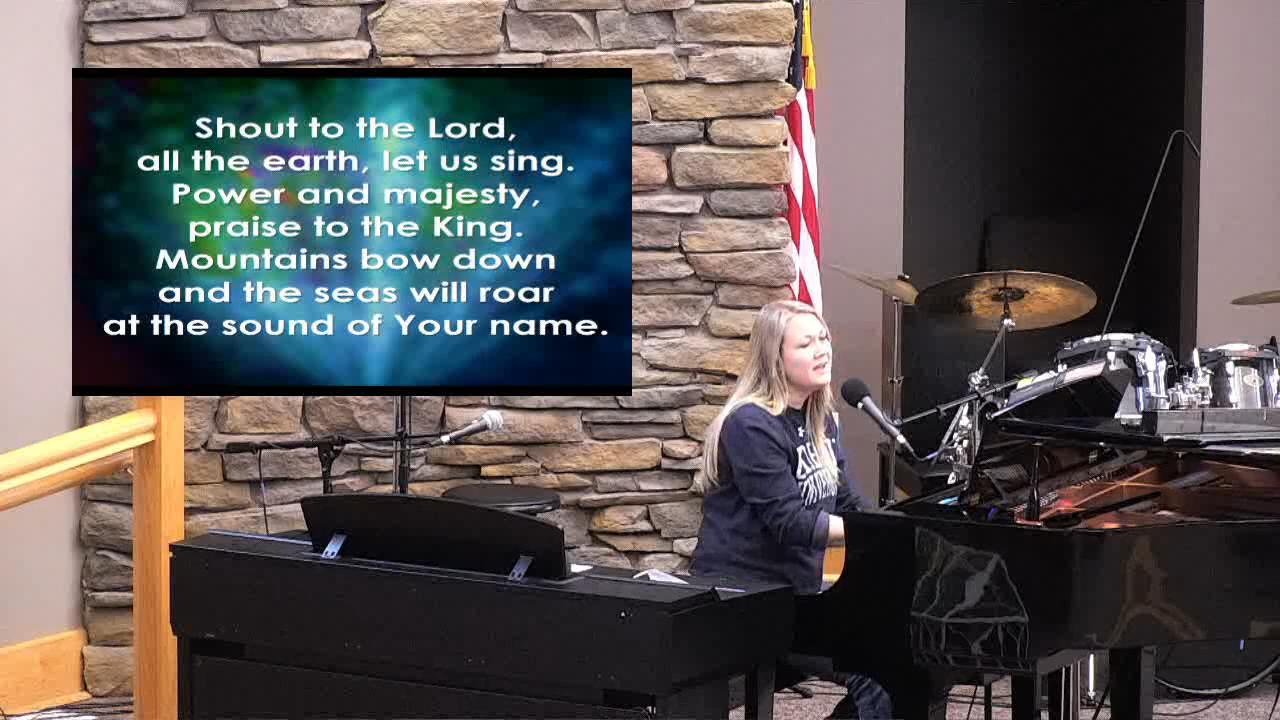 Shout to the Lord,
all the earth, let us sing.
Power and majesty,
praise to the King.
Mountains bow down
and the seas will roar
at the sound of Your name.